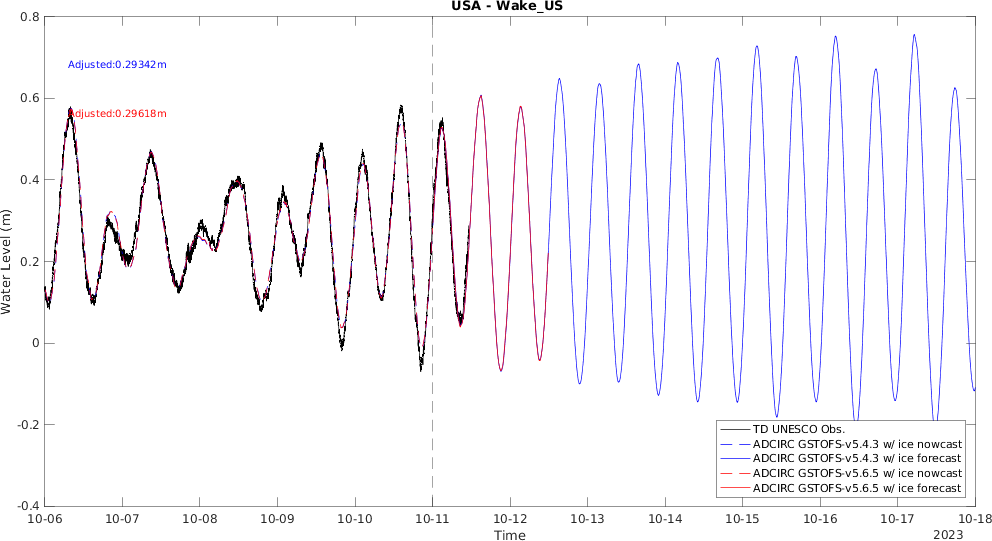 USA - Wake_US
0.8
0.6
0.4
0.2
0
-0.2
-0.4
Water Level (m)
Adjusted:0.29342m
Adjusted:0.29618m
TD UNESCO Obs.
ADCIRC GSTOFS-v5.4.3 w/ ice nowcast
ADCIRC GSTOFS-v5.4.3 w/ ice forecast
ADCIRC GSTOFS-v5.6.5 w/ ice nowcast
ADCIRC GSTOFS-v5.6.5 w/ ice forecast
10-06 10-07 10-08 10-09 10-10 10-11 10-12 10-13 10-14 10-15 10-16 10-17 10-18
Time
2023